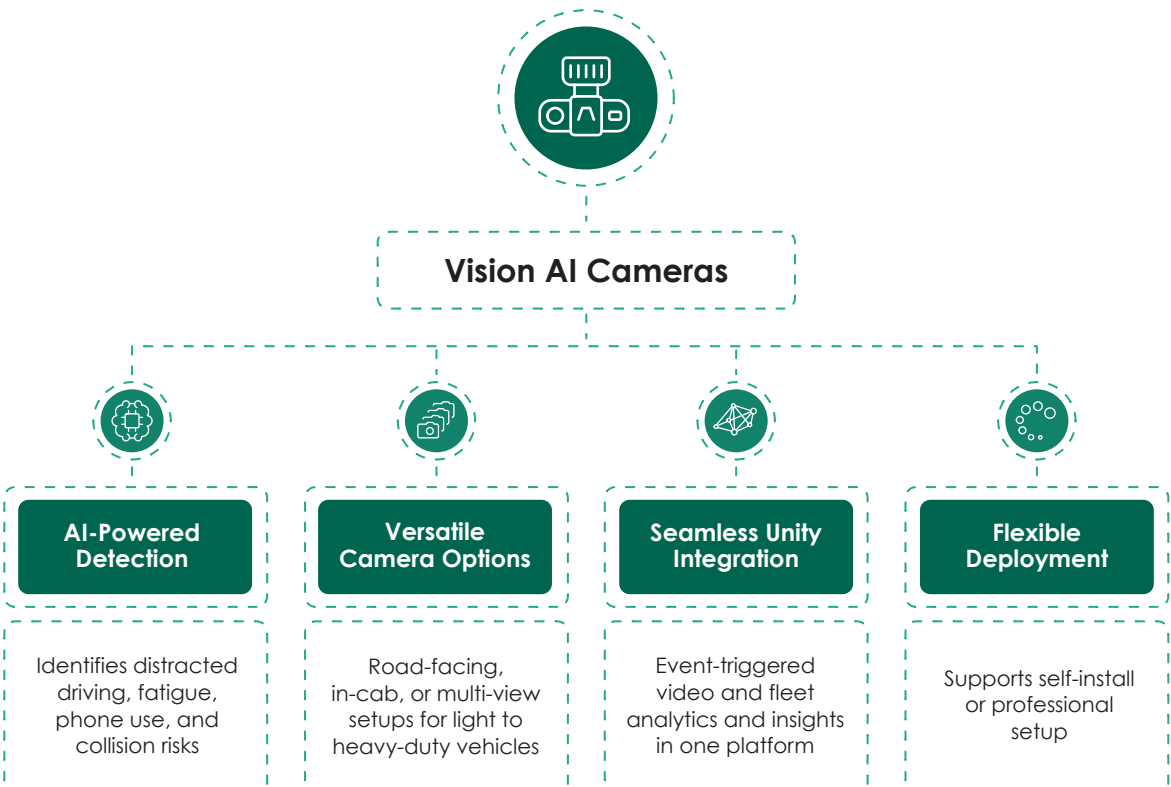 Vision AI Cameras
AI-Powered
Detection
Identifies distracted
driving, fatigue,
phone use, and
collision risks
Versatile
Camera Options
Road-facing,
in-cab, or multi-view
setups for light to
heavy-duty vehicles
Seamless Unity
Integration
Event-triggered
video and fleet
analytics and insights
in one platform
Flexible
Deployment
Supports self-install
or professional
setup